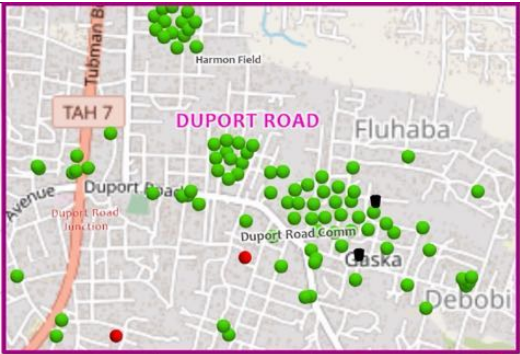 Tubman B
Harmon Field
TAH 7
DUPORT ROAD
Fluhaba
Avenue
Duport Road
Duport Road
Junction
Duport Road Comm
Gaska
Debobi